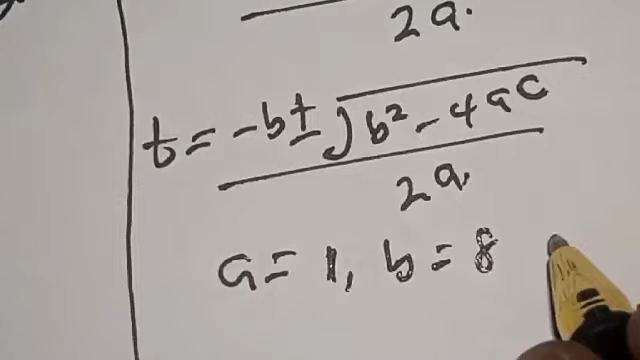 2a.
t = -b ± √b² - 4ac
2a.
a = 1, b = 8